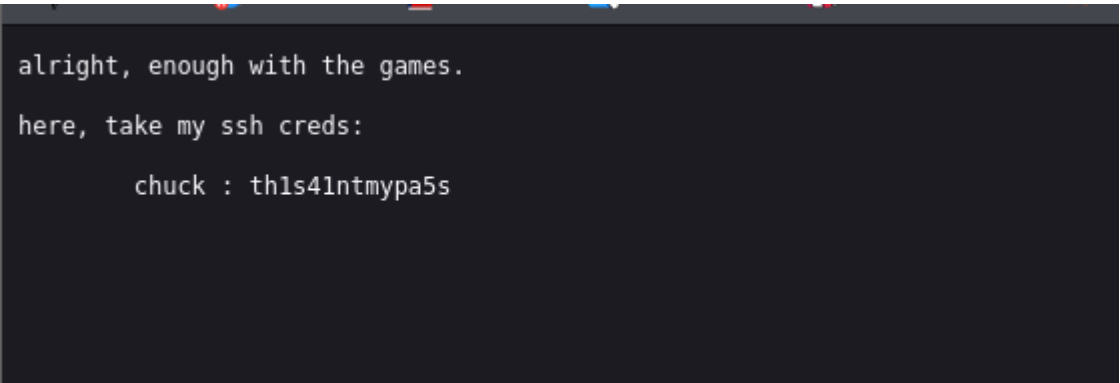 alright, enough with the games.
here, take my ssh creds:
chuck : th1s41ntmypa5s